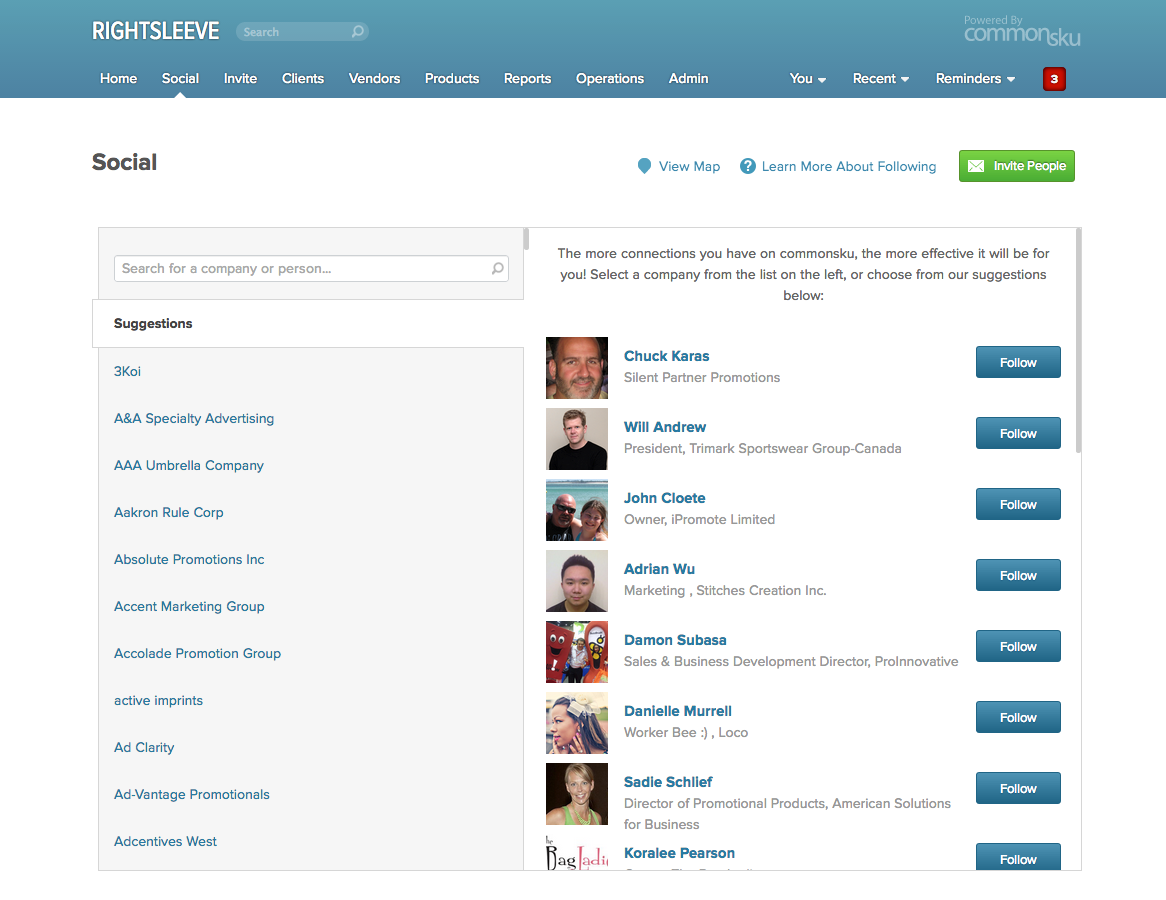 RIGHTSLEEVE
Search
Powered By
commonsku
Home Social Invite Clients Vendors Products Reports Operations Admin You Recent Reminders 3
Social
View Map
? Learn More About Following
Invite People
Search for a company or person...
Suggestions
3Koi
A&A Specialty Advertising
AAA Umbrella Company
Aakron Rule Corp
Absolute Promotions Inc
Accent Marketing Group
Accolade Promotion Group
active imprints
Ad Clarity
Ad-Vantage Promotionals
Adcentives West
The more connections you have on commonsku, the more effective it will be for
you! Select a company from the list on the left, or choose from our suggestions
below:
Chuck Karas
Silent Partner Promotions
Follow
Will Andrew
President, Trimark Sportswear Group-Canada
Follow
John Cloete
Owner, iPromote Limited
Follow
Adrian Wu
Marketing , Stitches Creation Inc.
Follow
Damon Subasa
Sales & Business Development Director, ProInnovative
Follow
Danielle Murrell
Worker Bee :) , Loco
Follow
Sadie Schlief
Director of Promotional Products, American Solutions
for Business
Follow
Koralee Pearson
Follow